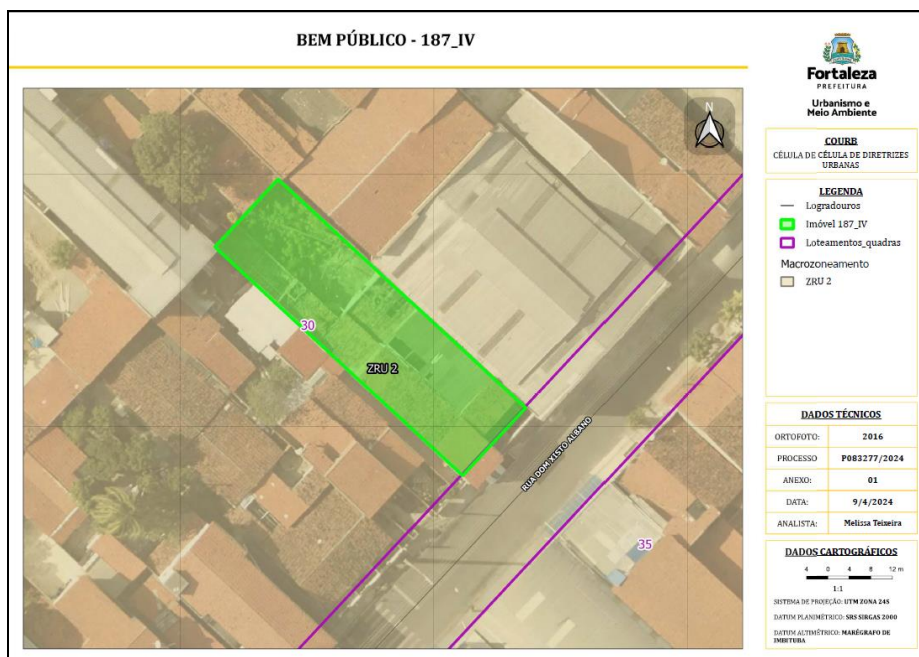 BEM PÚBLICO - 187_IV
Fortaleza
PREFEITURA
Urbanismo e
Meio Ambiente
COURB
CÉLULA DE CÉLULA DE DIRETRIZES
URBANAS
LEGENDA
Logradouros
Imóvel 187_IV
Loteamentos_quadras
Macrozoneamento
ZRU 2
N
30
ZRU 2
RUA DOM XISTO ALBANO
35
DADOS TÉCNICOS
ORTOFOTO: 2016
PROCESSO P083277/2024
ANEXO: 01
DATA: 9/4/2024
ANALISTA: Melissa Teixeira
DADOS CARTOGRÁFICOS
4 0 4 8 12 m
1:1
SISTEMA DE PROJEÇÃO: UTM ZONA 24S
DATUM PLANIMÉTRICO: SRS SIRGAS 2000
DATUM ALTIMÉTRICO: MARÉGRAFO DE
IMBITUBA